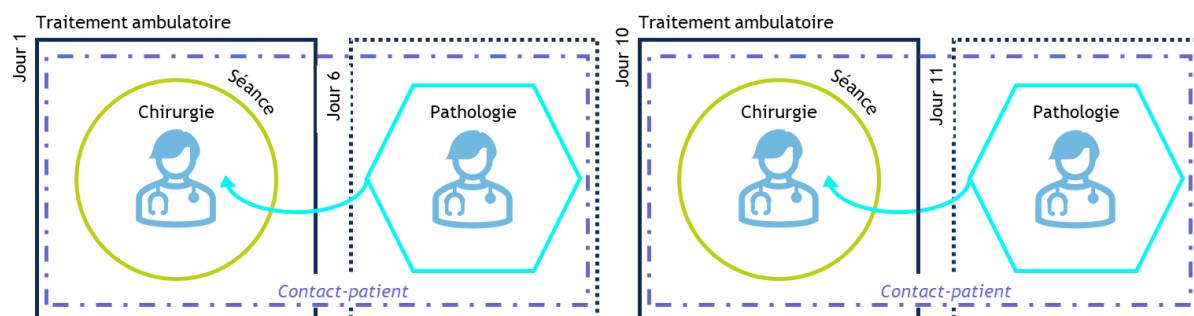 Traitement ambulatoire
Jour 1
Séance
Chirurgie
Jour 6
Pathologie
Contact-patient
Traitement ambulatoire
Jour 10
Séance
Chirurgie
Jour 11
Pathologie
Contact-patient